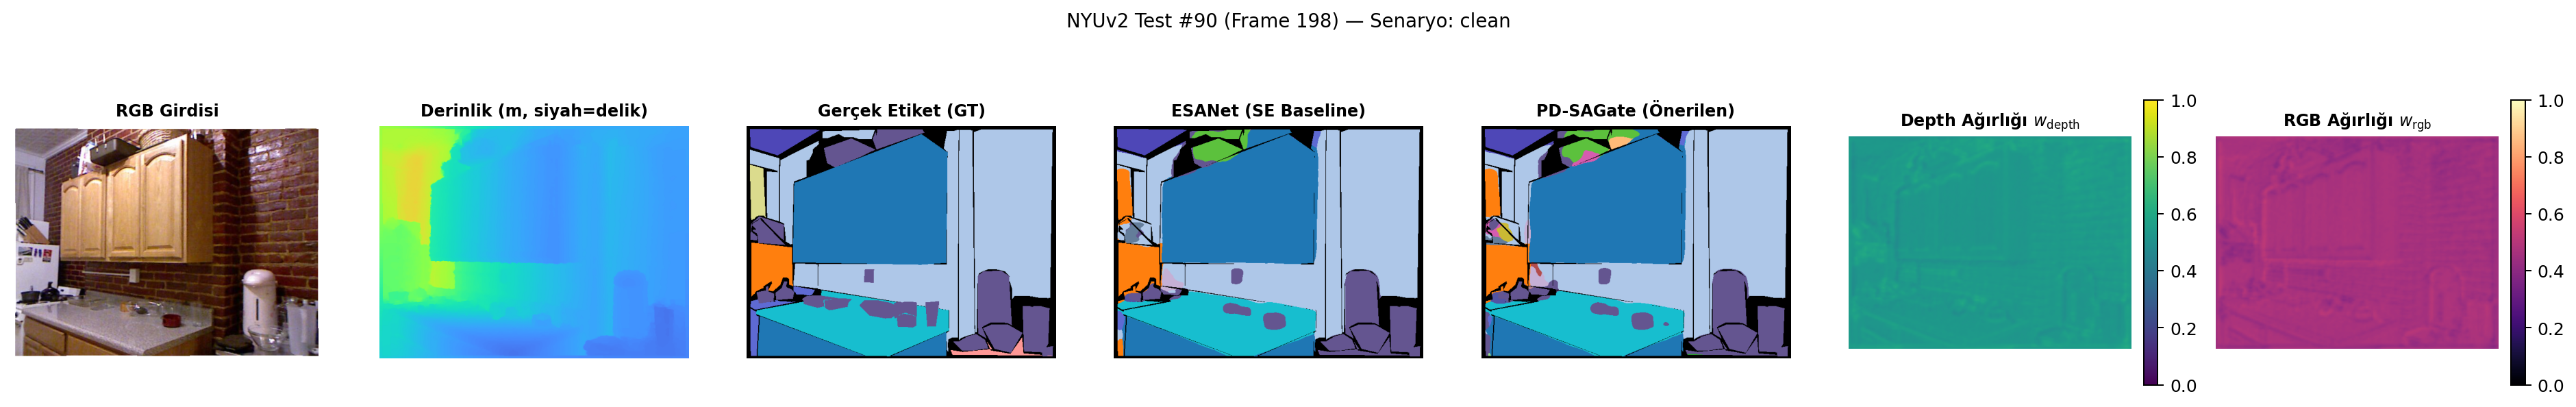 NYUv2 Test #90 (Frame 198) — Senaryo: clean
RGB Girdisi
Derinlik (m, siyah=delik)
Gerçek Etiket (GT)
ESANet (SE Baseline)
PD-SAGate (Önerilen)
Depth Ağırlığı w_depth
1.0
0.8
0.6
0.4
0.2
0.0
RGB Ağırlığı w_rgb
1.0
0.8
0.6
0.4
0.2
0.0